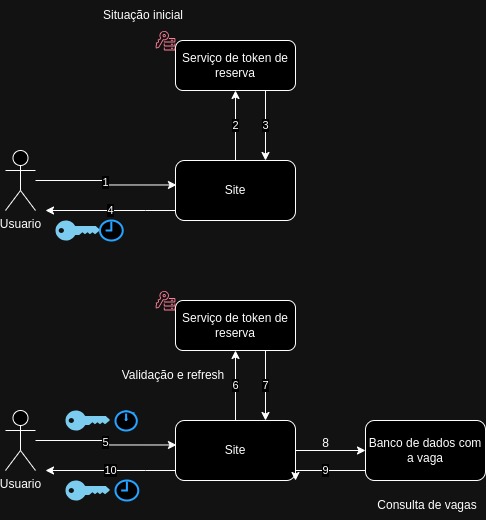 Situação inicial
Serviço de token de
reserva
2
3
1
Site
4
Usuario
Serviço de token de
reserva
Validação e refresh
6
7
5
Site
8
Banco de dados com
a vaga
10
9
Usuario
Consulta de vagas